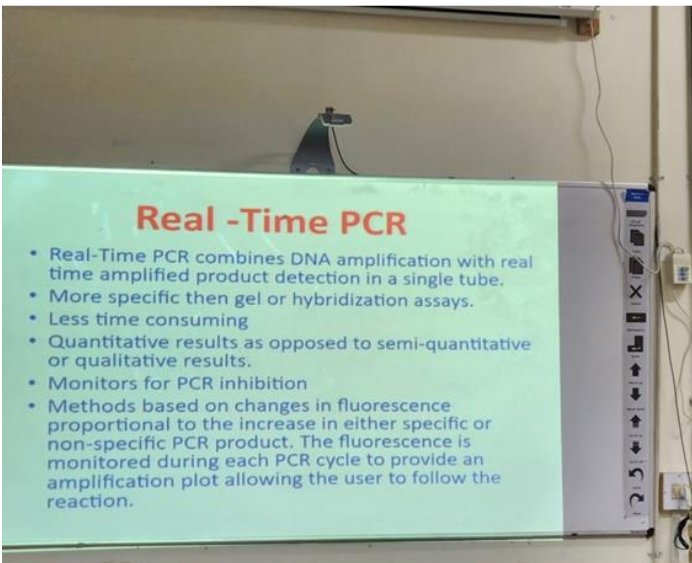 Real -Time PCR
• Real-Time PCR combines DNA amplification with real
time amplified product detection in a single tube.
• More specific then gel or hybridization assays.
• Less time consuming
• Quantitative results as opposed to semi-quantitative
or qualitative results.
• Monitors for PCR inhibition
• Methods based on changes in fluorescence
proportional to the increase in either specific or
non-specific PCR product. The fluorescence is
monitored during each PCR cycle to provide an
amplification plot allowing the user to follow the
reaction.